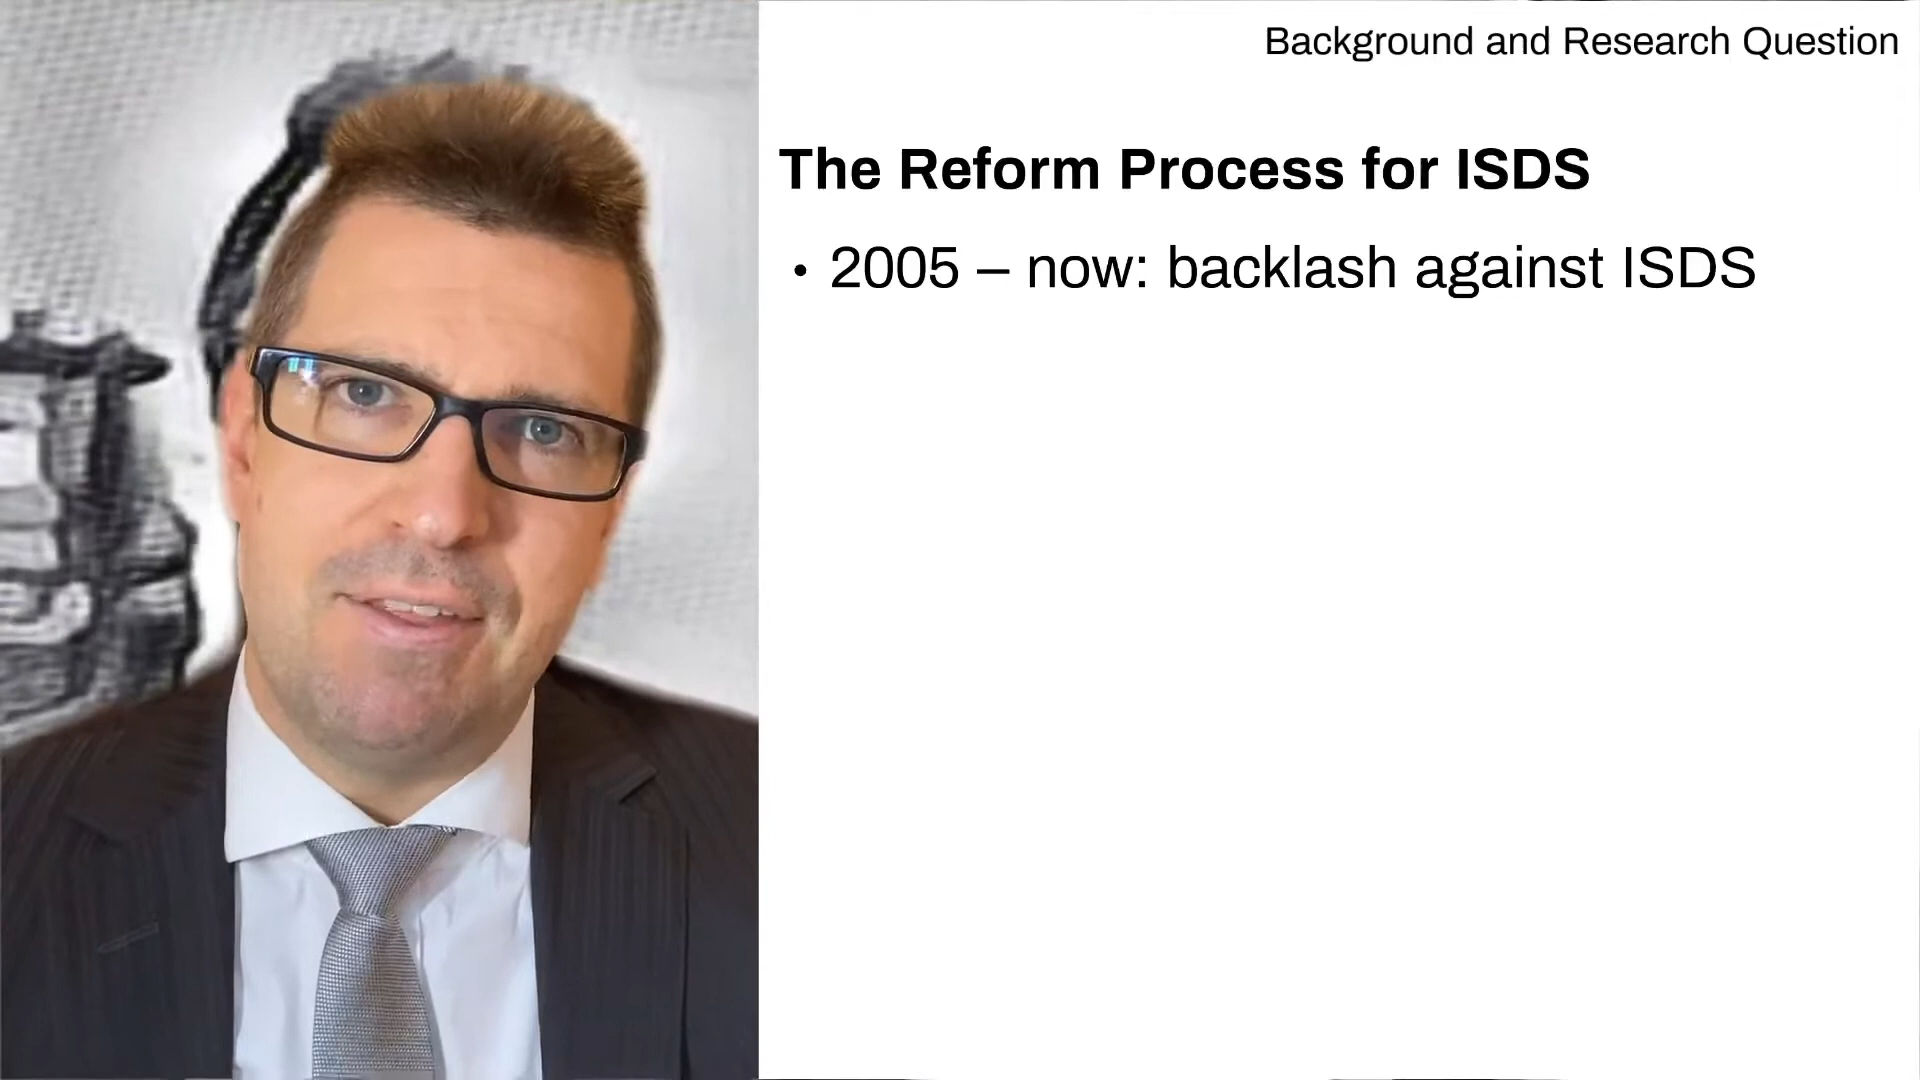 Background and Research Question
The Reform Process for ISDS
• 2005 – now: backlash against ISDS